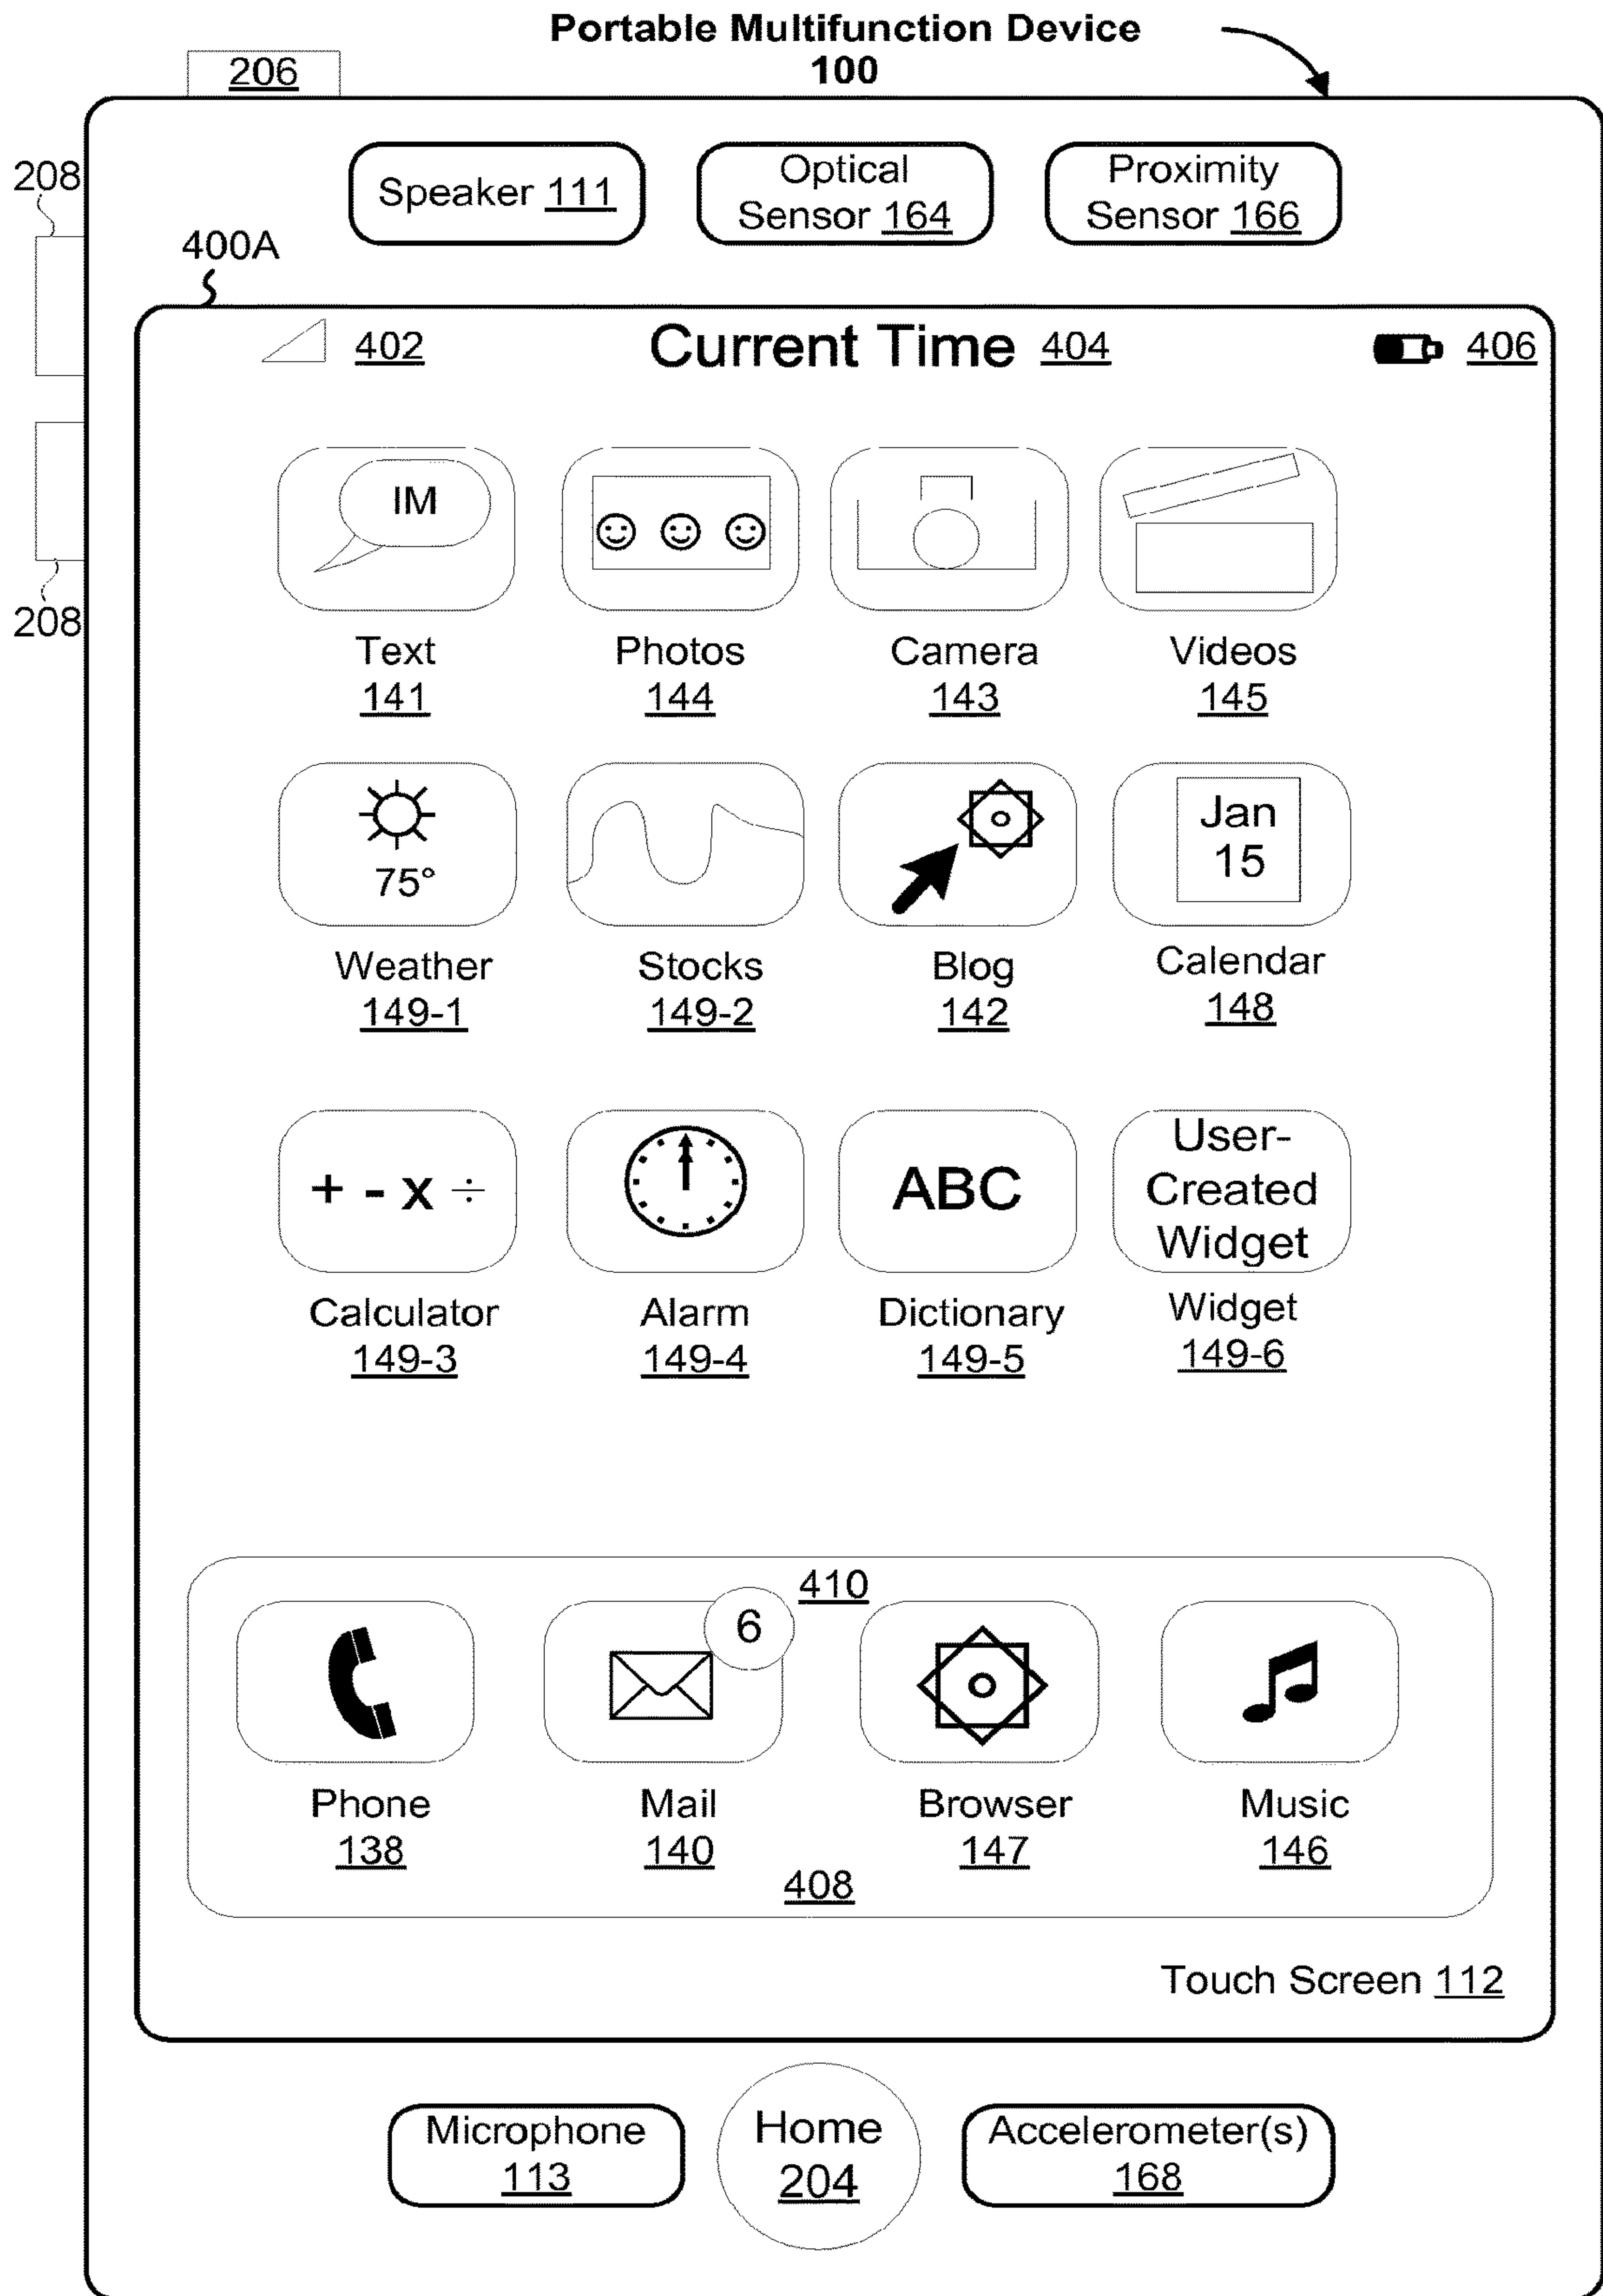 Portable Multifunction Device
100
206
208
Speaker 111
Optical
Sensor 164
Proximity
Sensor 166
400A
402
Current Time 404
406
IM
208
Text
141
Photos
144
Camera
143
Videos
145
75°
Jan
15
Weather
149-1
Stocks
149-2
Blog
142
Calendar
148
+ - x ÷
ABC
User-
Created
Widget
Calculator
149-3
Alarm
149-4
Dictionary
149-5
Widget
149-6
410
6
Phone
138
Mail
140
Browser
147
Music
146
408
Touch Screen 112
Microphone
113
Home
204
Accelerometer(s)
168